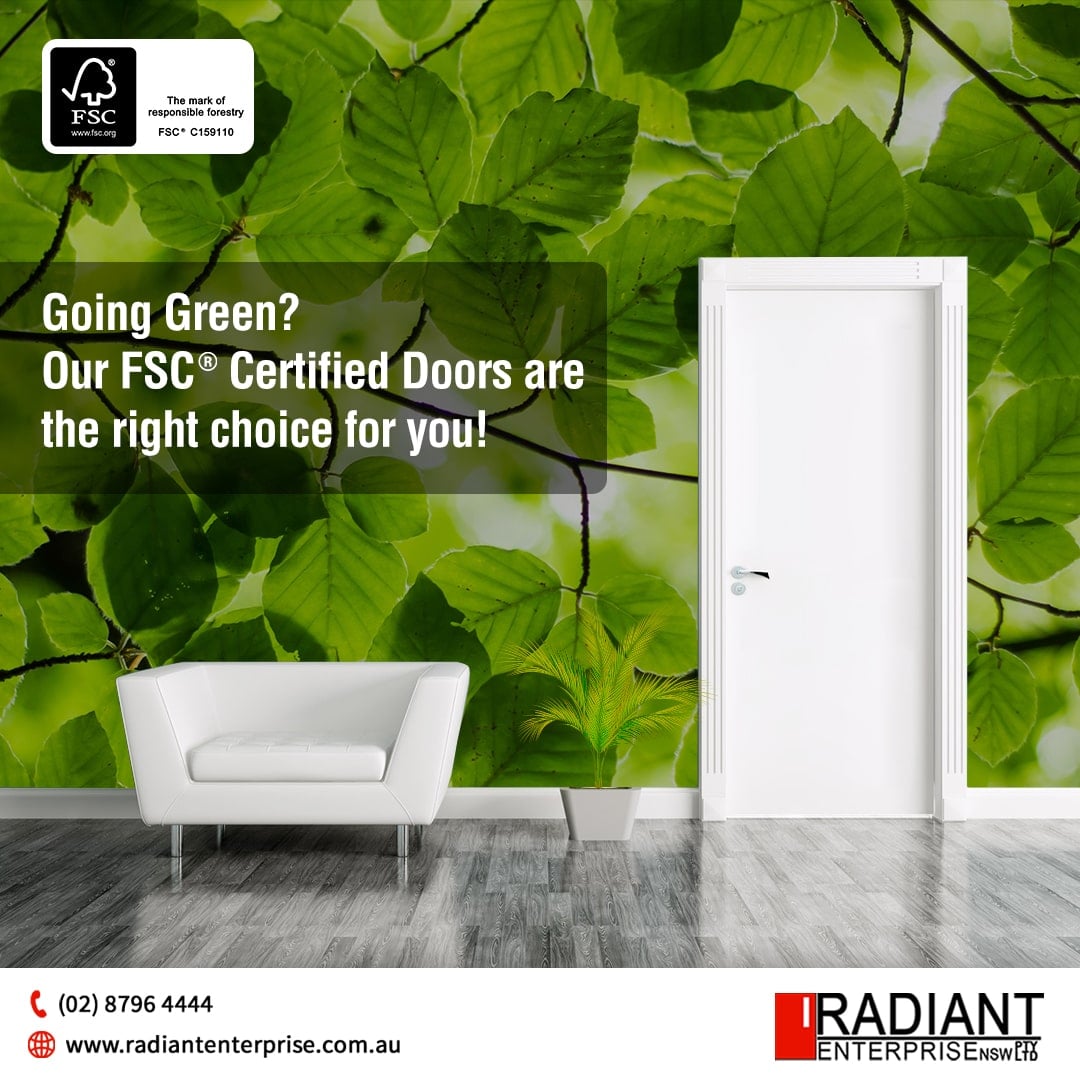 FSC®
www.fsc.org
The mark of
responsible forestry
FSC® C159110
Going Green?
Our FSC® Certified Doors are
the right choice for you!
(02) 8796 4444
www.radiantenterprise.com.au
RADIANT
ENTERPRISE NSW PTY LTD